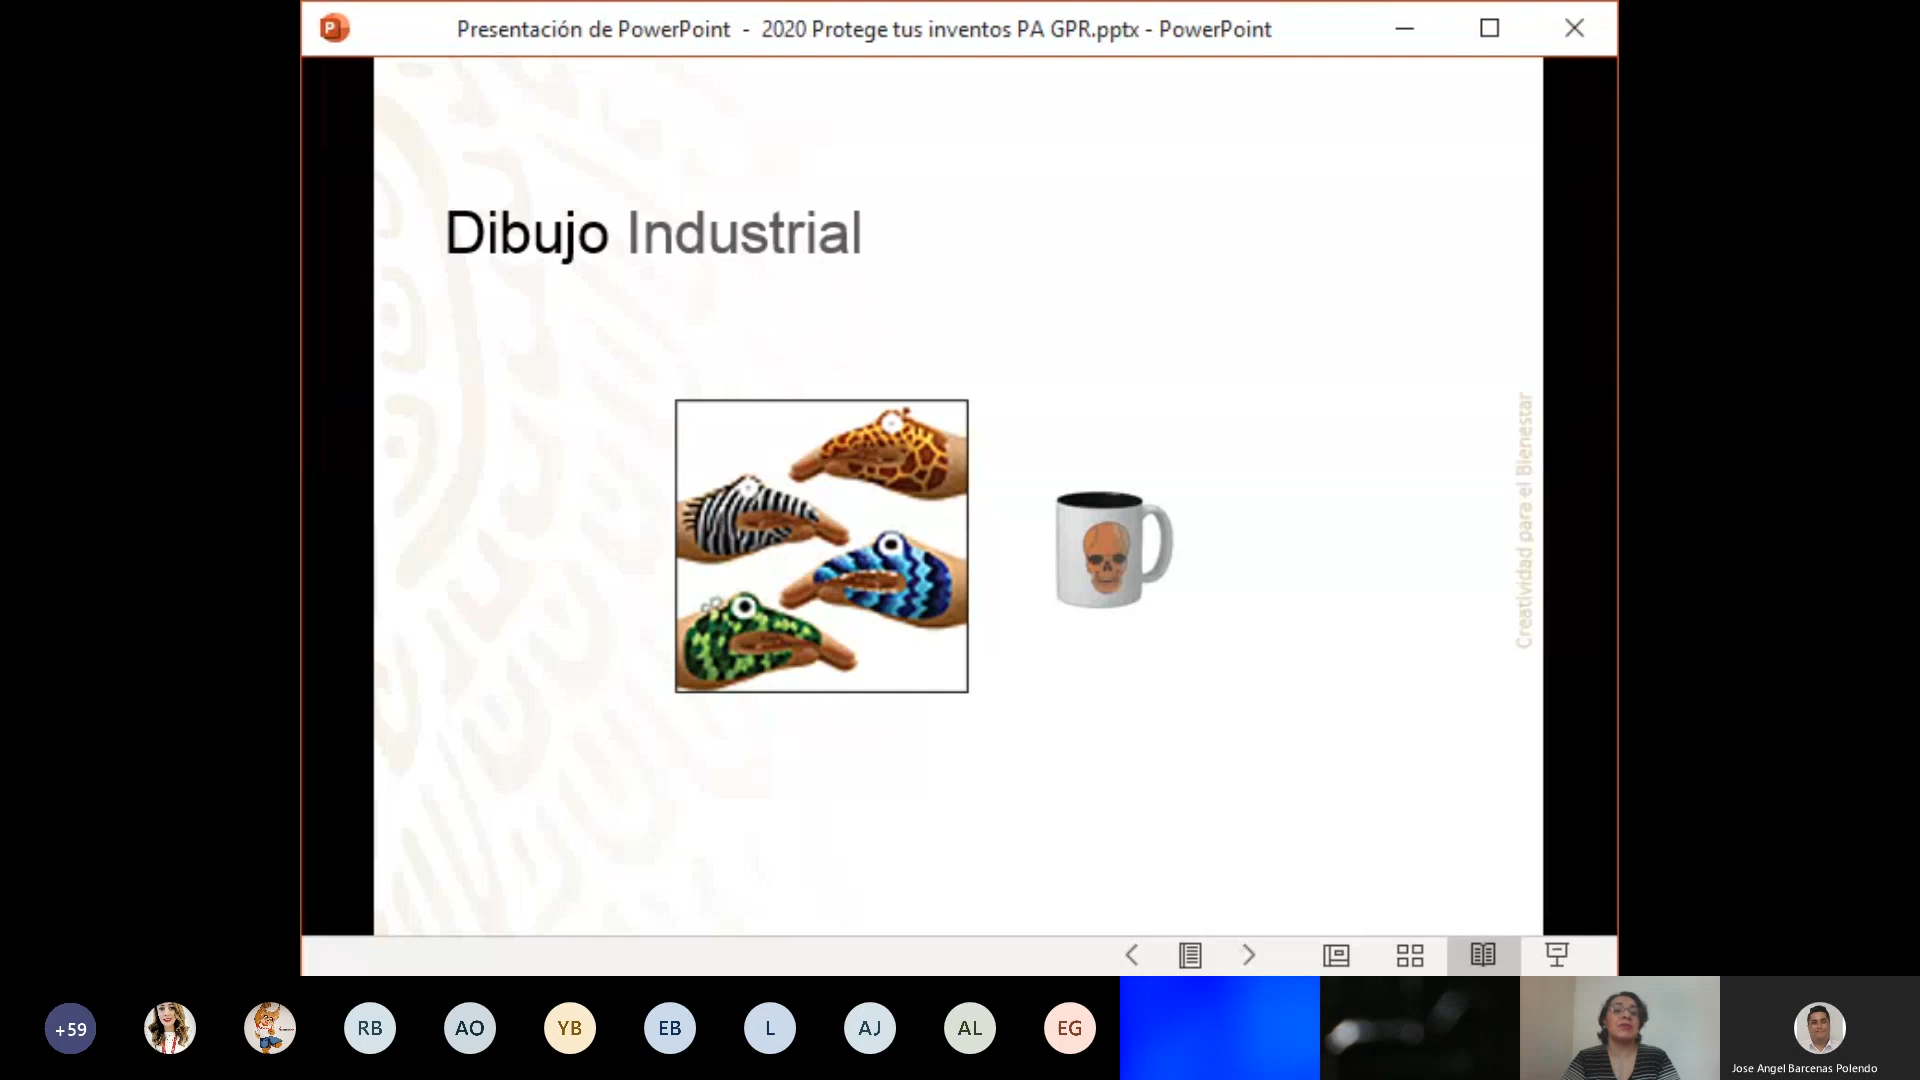 Presentación de PowerPoint - 2020 Protege tus inventos PA GPR.pptx - PowerPoint
Dibujo Industrial
Creatividad para el Bienestar
+59
RB
AO
YB
EB
L
AJ
AL
EG
Jose Angel Barcenas Polendo